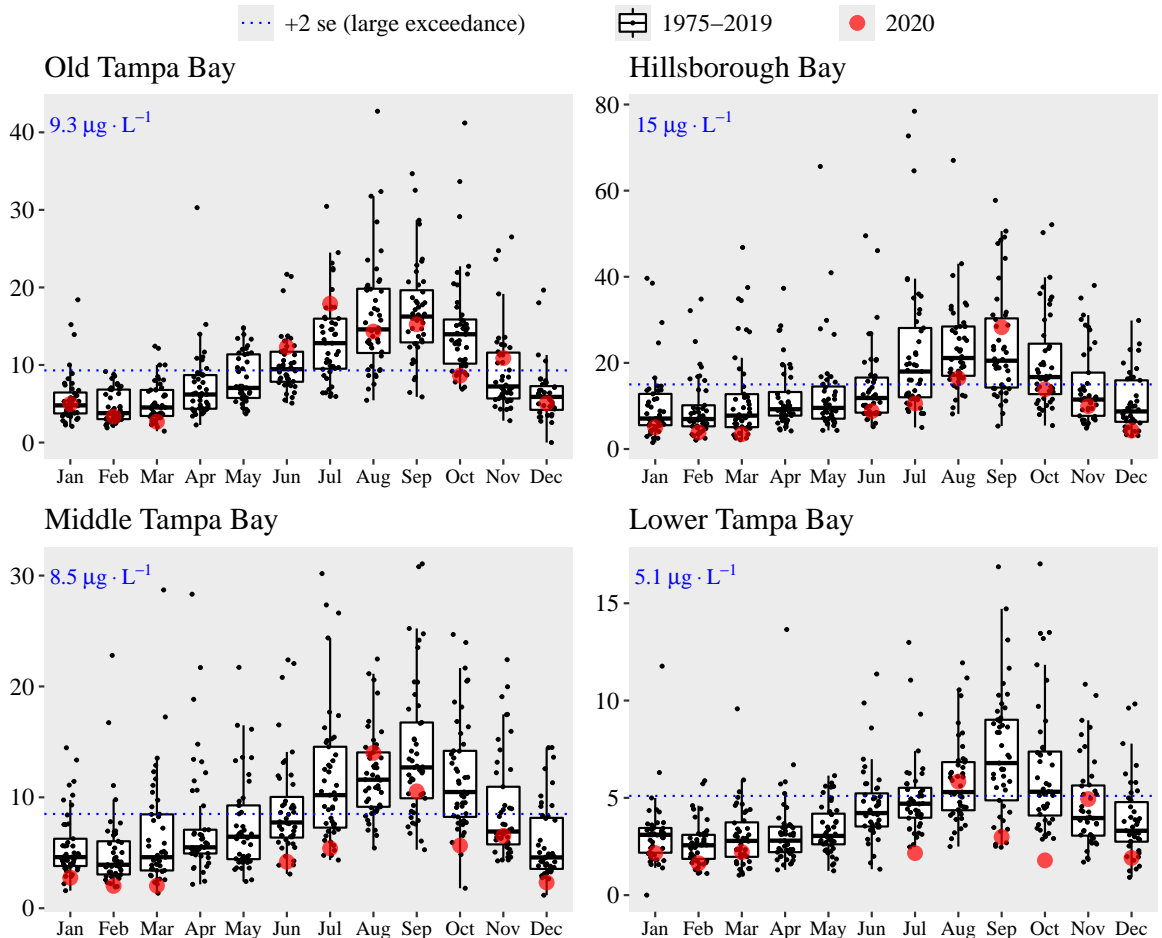 +2 se (large exceedance) 1975–2019 2020
Old Tampa Bay
9.3 μg · L⁻¹
40
30
20
10
0
Jan Feb Mar Apr May Jun Jul Aug Sep Oct Nov Dec
Hillsborough Bay
15 μg · L⁻¹
80
60
40
20
0
Jan Feb Mar Apr May Jun Jul Aug Sep Oct Nov Dec
Middle Tampa Bay
8.5 μg · L⁻¹
30
20
10
0
Jan Feb Mar Apr May Jun Jul Aug Sep Oct Nov Dec
Lower Tampa Bay
5.1 μg · L⁻¹
15
10
5
0
Jan Feb Mar Apr May Jun Jul Aug Sep Oct Nov Dec